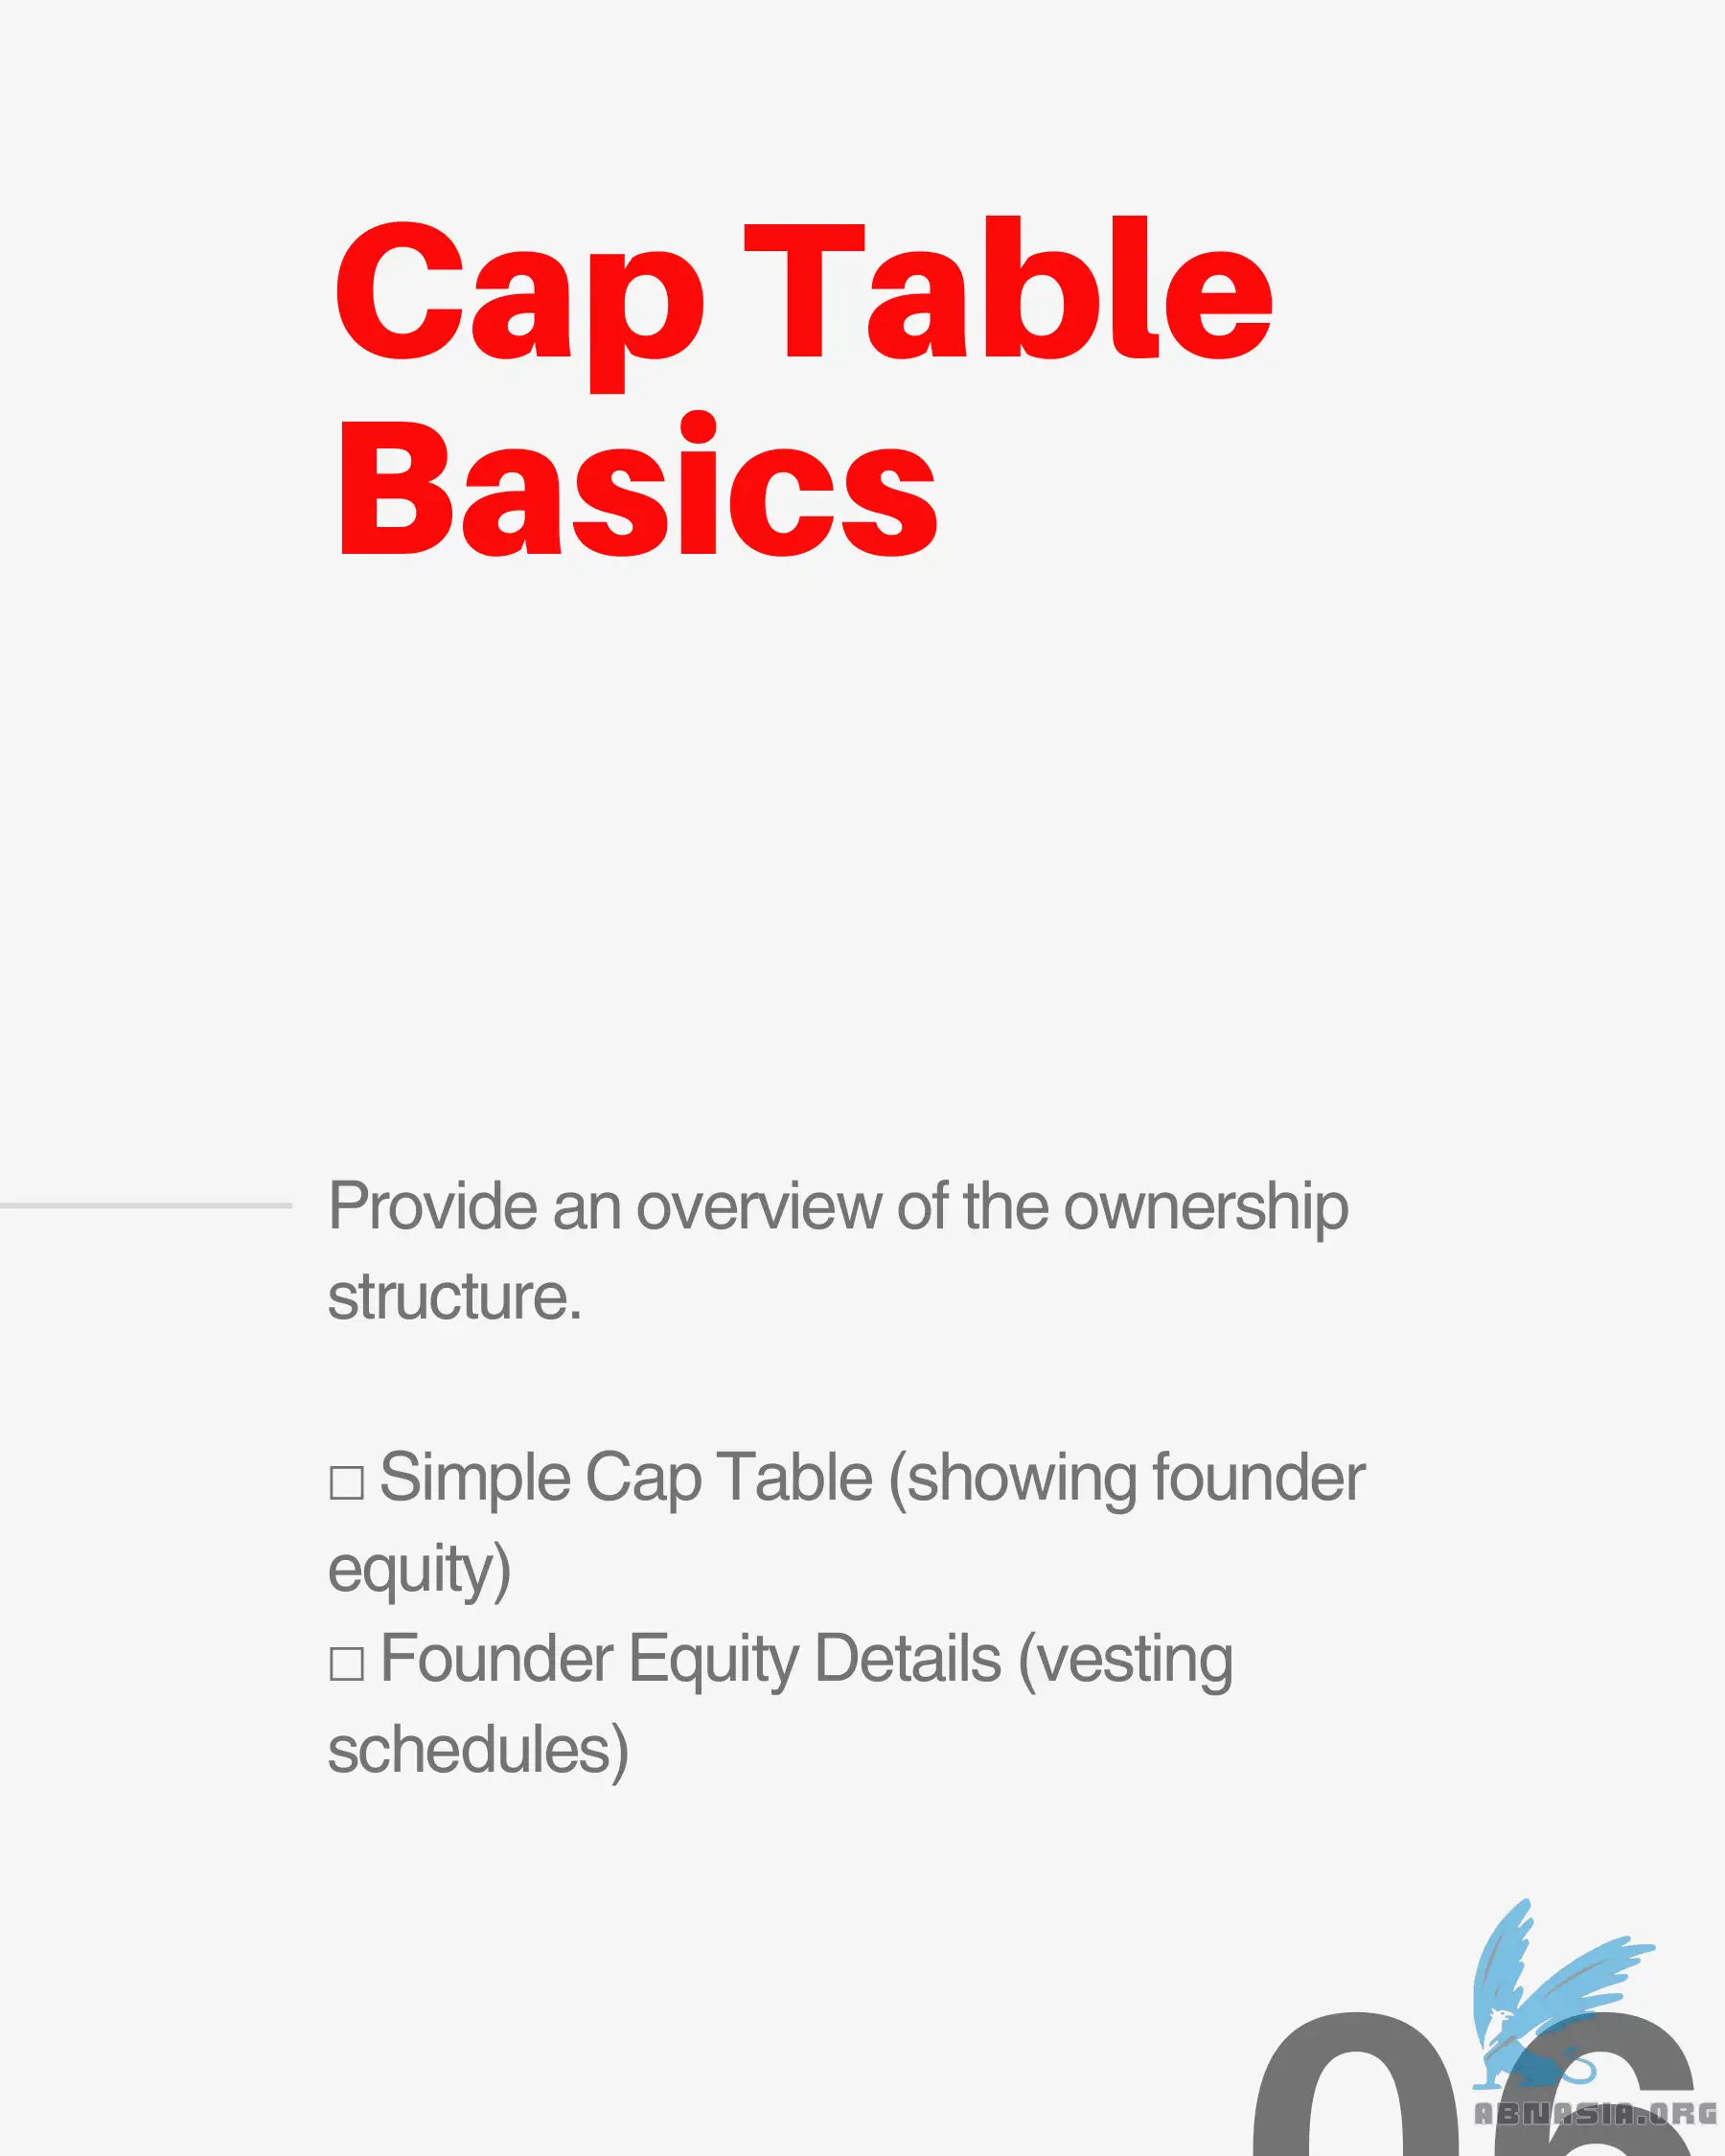 Cap Table
Basics
Provide an overview of the ownership
structure.
□ Simple Cap Table (showing founder
equity)
□ Founder Equity Details (vesting
schedules)
06
ABNASIA.ORG